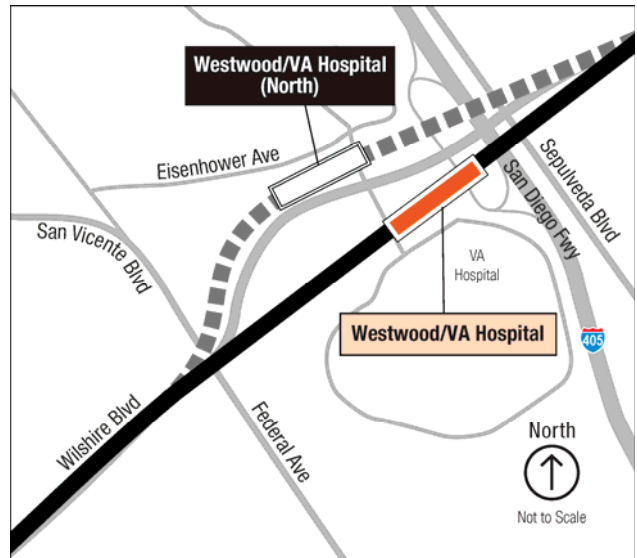 Westwood/VA Hospital
(North)
Eisenhower Ave
San Vicente Blvd
Sepulveda Blvd
San Diego Fwy
VA
Hospital
Westwood/VA Hospital
405
Wilshire Blvd
Federal Ave
North
Not to Scale